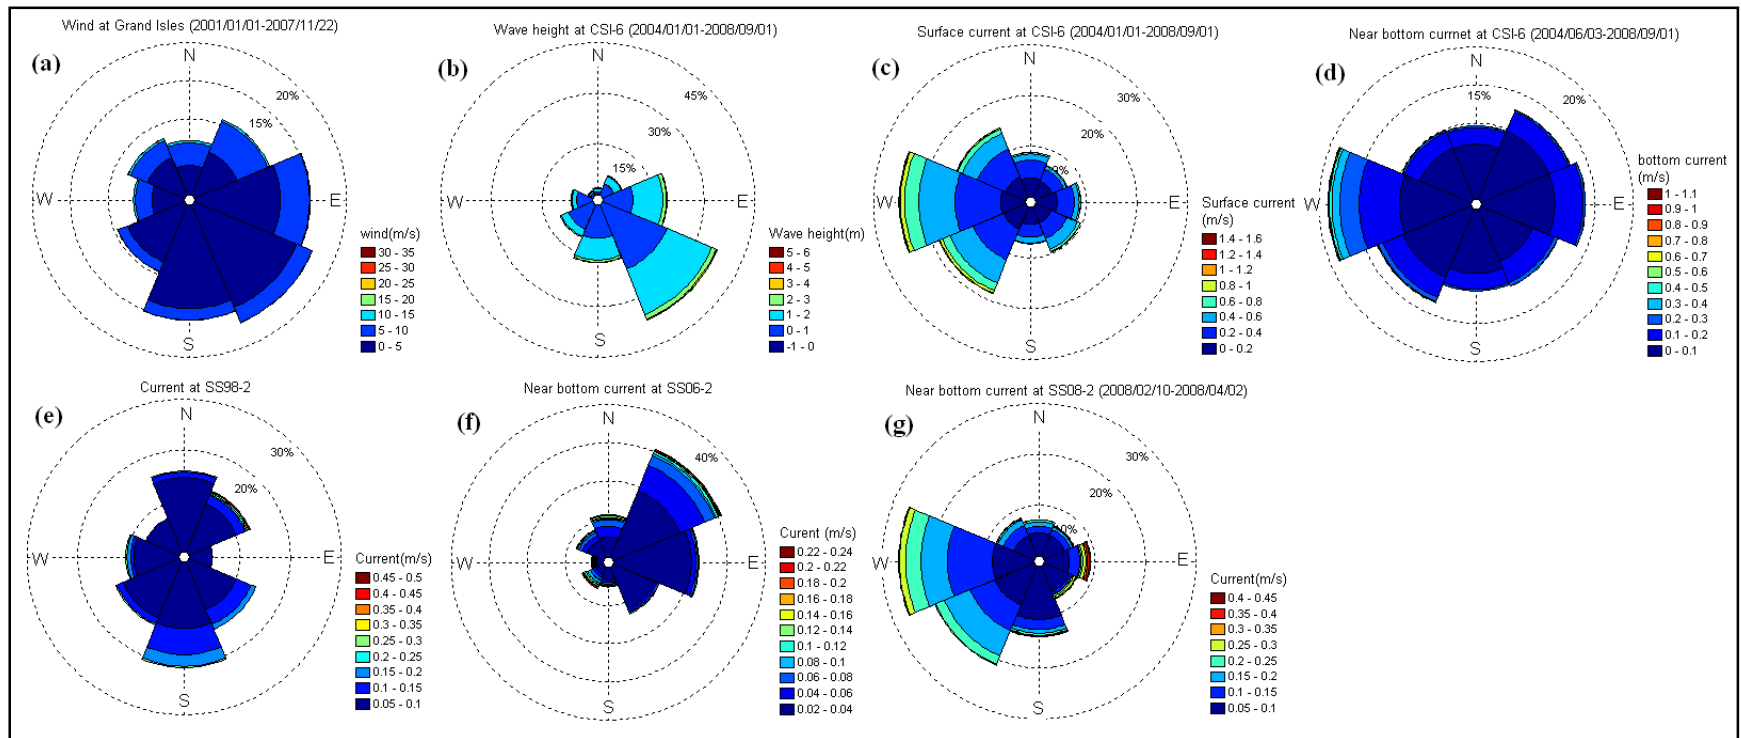 Wind at Grand Isles (2001/01/01-2007/11/22)
(a)
N
20%
15%
W
E
S
wind(m/s)
30 - 35
25 - 30
20 - 25
15 - 20
10 - 15
5 - 10
0 - 5
Wave height at CSI-6 (2004/01/01-2008/09/01)
(b)
N
45%
30%
15%
W
E
S
Wave height(m)
5 - 6
4 - 5
3 - 4
2 - 3
1 - 2
0 - 1
-1 - 0
Surface current at CSI-6 (2004/01/01-2008/09/01)
(c)
N
30%
20%
W
E
S
Surface current
(m/s)
1.4 - 1.6
1.2 - 1.4
1 - 1.2
0.8 - 1
0.6 - 0.8
0.4 - 0.6
0.2 - 0.4
0 - 0.2
Near bottom currnet at CSI-6 (2004/06/03-2008/09/01)
(d)
N
15%
20%
W
E
S
bottom current
(m/s)
1 - 1.1
0.9 - 1
0.8 - 0.9
0.7 - 0.8
0.6 - 0.7
0.5 - 0.6
0.4 - 0.5
0.3 - 0.4
0.2 - 0.3
0.1 - 0.2
0 - 0.1
Current at SS98-2
(e)
N
30%
20%
W
E
S
Current(m/s)
0.45 - 0.5
0.4 - 0.45
0.35 - 0.4
0.3 - 0.35
0.25 - 0.3
0.2 - 0.25
0.15 - 0.2
0.1 - 0.15
0.05 - 0.1
Near bottom current at SS06-2
(f)
N
40%
W
E
S
Curent (m/s)
0.22 - 0.24
0.2 - 0.22
0.18 - 0.2
0.16 - 0.18
0.14 - 0.16
0.12 - 0.14
0.1 - 0.12
0.08 - 0.1
0.06 - 0.08
0.04 - 0.06
0.02 - 0.04
Near bottom current at SS08-2 (2008/02/10-2008/04/02)
(g)
N
30%
20%
W
E
S
Current(m/s)
0.4 - 0.45
0.35 - 0.4
0.3 - 0.35
0.25 - 0.3
0.2 - 0.25
0.15 - 0.2
0.1 - 0.15
0.05 - 0.1